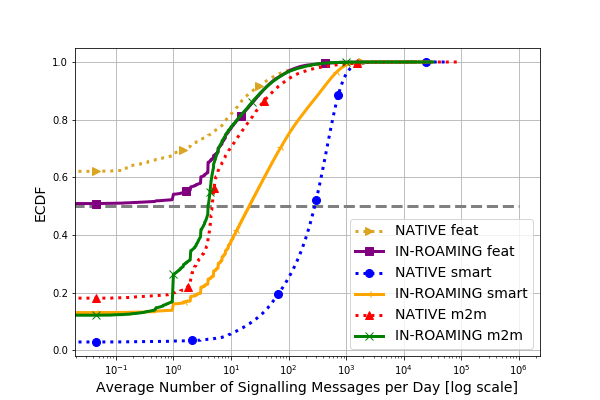 1.0
0.8
0.6
0.4
0.2
0.0
ECDF
NATIVE feat
IN-ROAMING feat
NATIVE smart
IN-ROAMING smart
NATIVE m2m
IN-ROAMING m2m
10⁻¹ 10⁰ 10¹ 10² 10³ 10⁴ 10⁵ 10⁶
Average Number of Signalling Messages per Day [log scale]